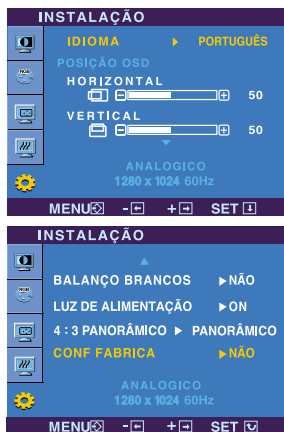 INSTALAÇÃO
IDIOMA ▸ PORTUGUÊS
POSIÇÃO OSD
HORIZONTAL
50
VERTICAL
50
ANALOGICO
1280 x 1024 60Hz
MENU - + SET
INSTALAÇÃO
BALANÇO BRANCOS ▸NÃO
LUZ DE ALIMENTAÇÃO ▸ON
4 : 3 PANORÂMICO ▸ PANORÂMICO
CONF FABRICA ▸NÃO
ANALOGICO
1280 x 1024 60Hz
MENU - + SET